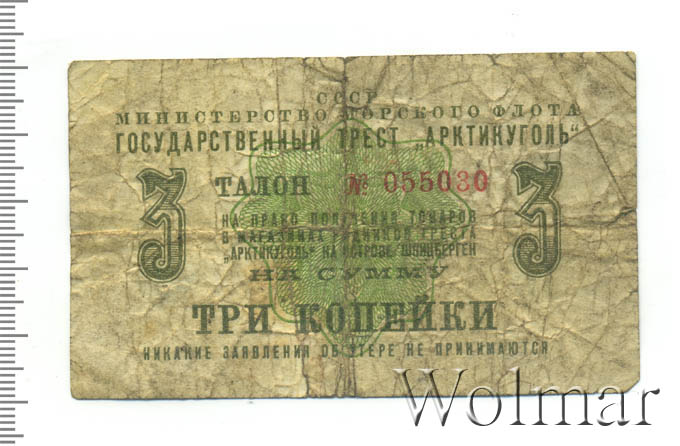 СССР
МИНИСТЕРСТВО МОРСКОГО ФЛОТА
ГОСУДАРСТВЕННЫЙ ТРЕСТ „АРКТИКУГОЛЬ“
3 ТАЛОН № 055030 3
НА ПРАВО ПОЛУЧЕНИЯ ТОВАРОВ
В МАГАЗИНАХ РУДНИКОВ ТРЕСТА
„АРКТИКУГОЛЬ“ НА ОСТРОВЕ ШПИЦБЕРГЕН
НА СУММУ
ТРИ КОПЕЙКИ
НИКАКИЕ ЗАЯВЛЕНИЯ ОБ УТЕРЕ НЕ ПРИНИМАЮТСЯ
Wolmar